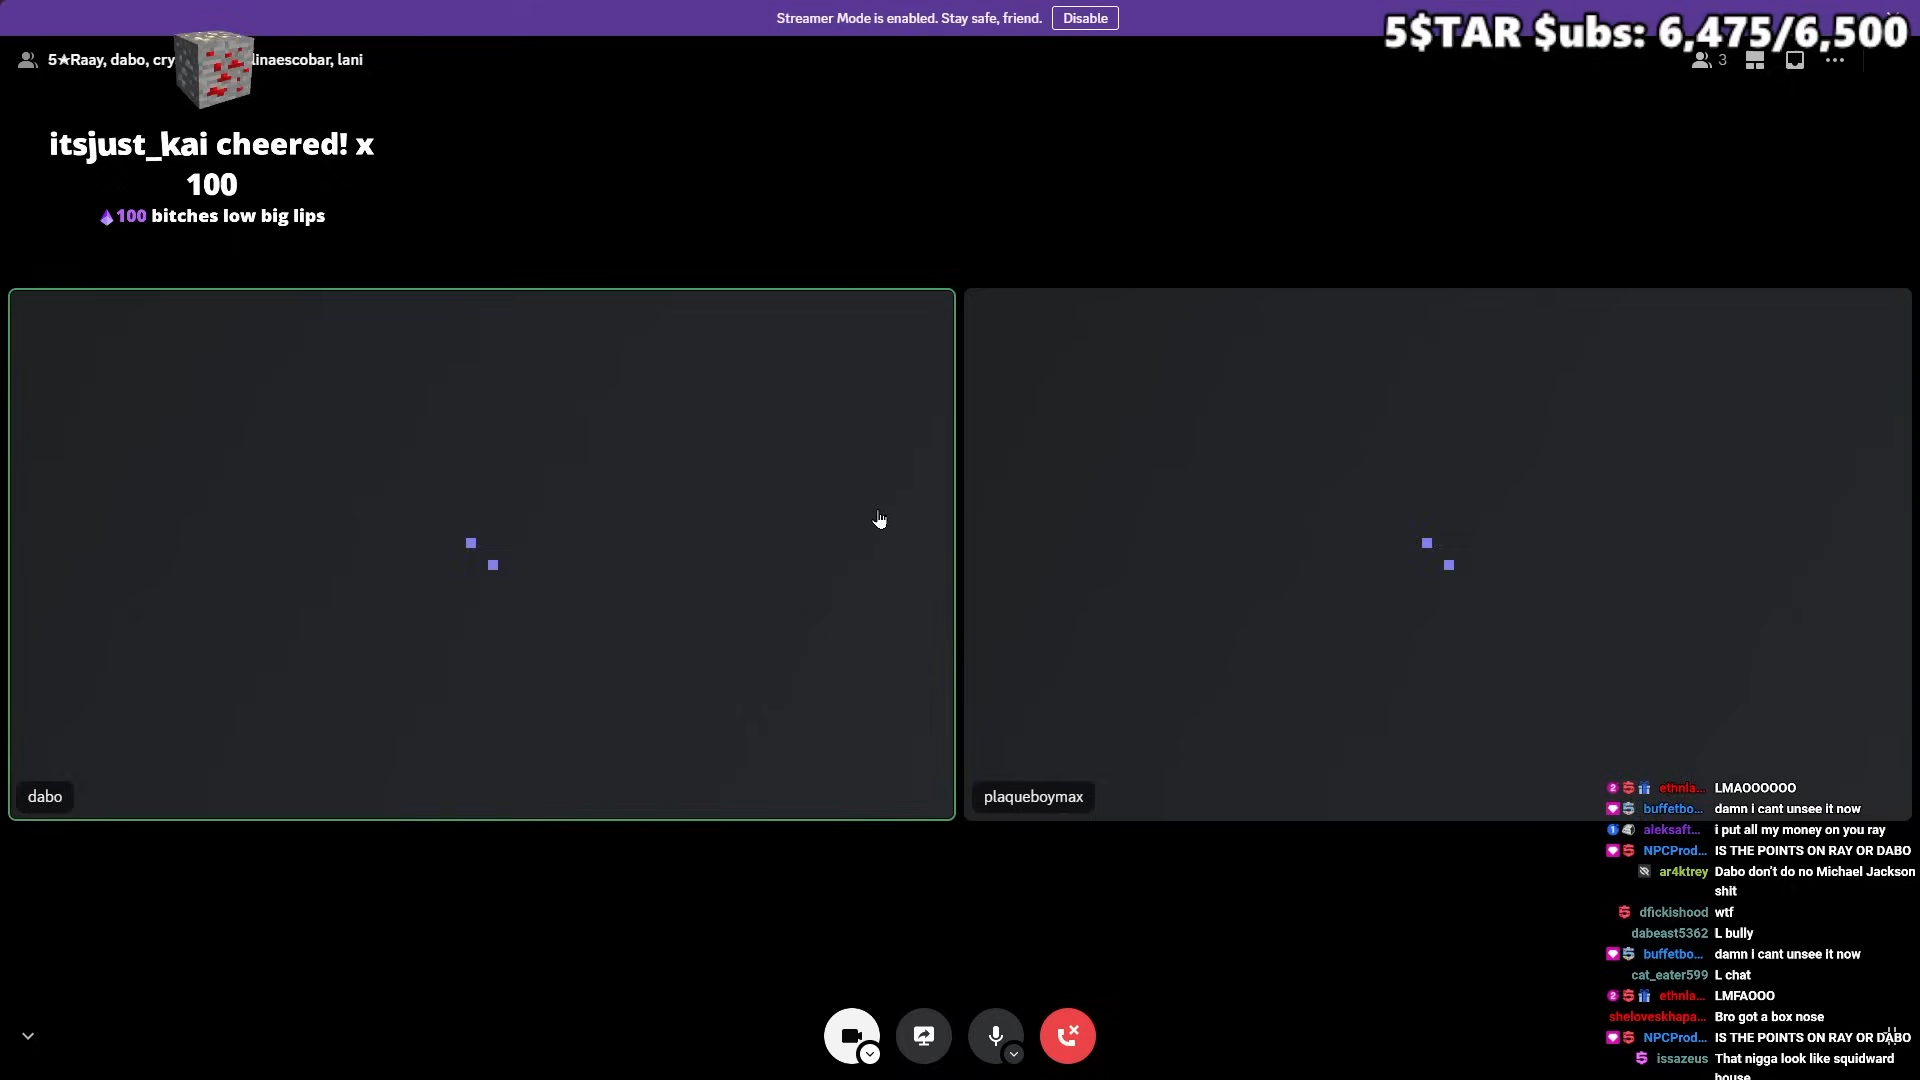 Streamer Mode is enabled. Stay safe, friend. Disable
5$TAR $ubs: 6,475/6,500
5★Raay, dabo, cry linaescobar, lani
3
itsjust_kai cheered! x
100
100 bitches low big lips
dabo
plaqueboymax
ethnla... LMAOOOOOO
buffetbo... damn i cant unsee it now
aleksaft... i put all my money on you ray
NPCProd... IS THE POINTS ON RAY OR DABO
ar4ktrey Dabo don't do no Michael Jackson
shit
dfickishood wtf
dabeast5362 L bully
buffetbo... damn i cant unsee it now
cat_eater599 L chat
ethnla... LMFAOOO
sheloveskhapa... Bro got a box nose
NPCProd... IS THE POINTS ON RAY OR DABO
issazeus That nigga look like squidward
house